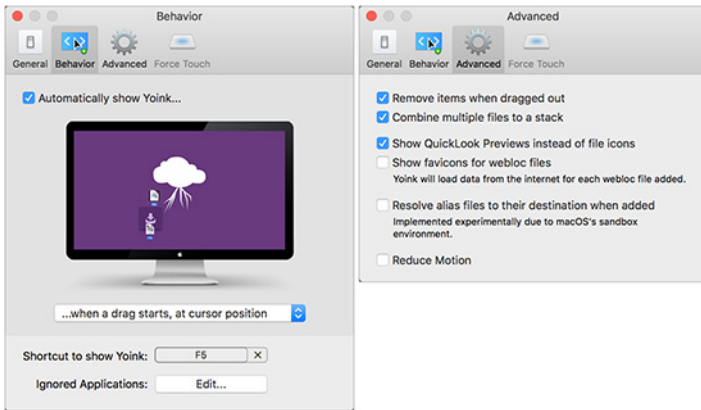 Behavior
General Behavior Advanced Force Touch
Automatically show Yoink...
...when a drag starts, at cursor position
Shortcut to show Yoink: F5
Ignored Applications: Edit...
Advanced
General Behavior Advanced Force Touch
Remove items when dragged out
Combine multiple files to a stack
Show QuickLook Previews instead of file icons
Show favicons for webloc files
Yoink will load data from the internet for each webloc file added.
Resolve alias files to their destination when added
Implemented experimentally due to macOS's sandbox
environment.
Reduce Motion